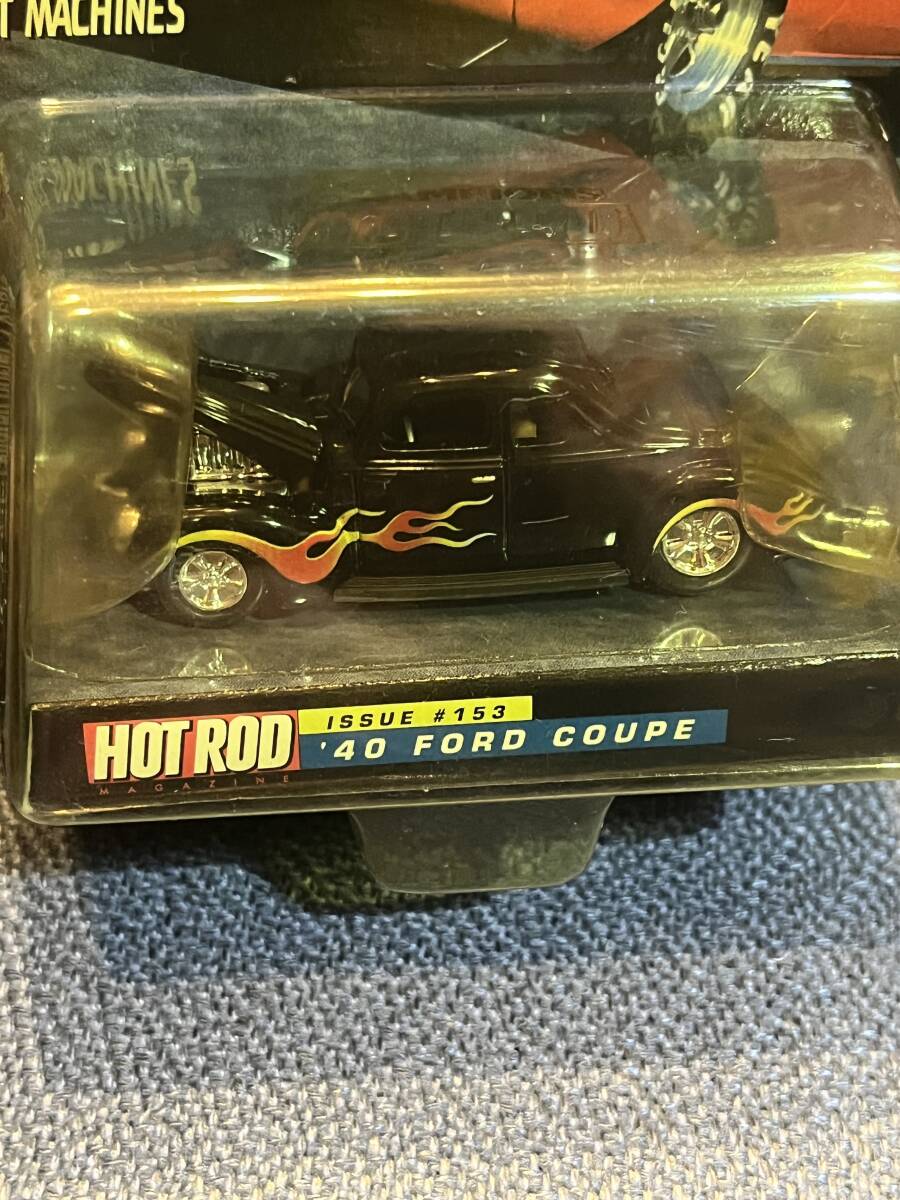 T MACHINES
HOT ROD
MAGAZINE
ISSUE #153
'40 FORD COUPE